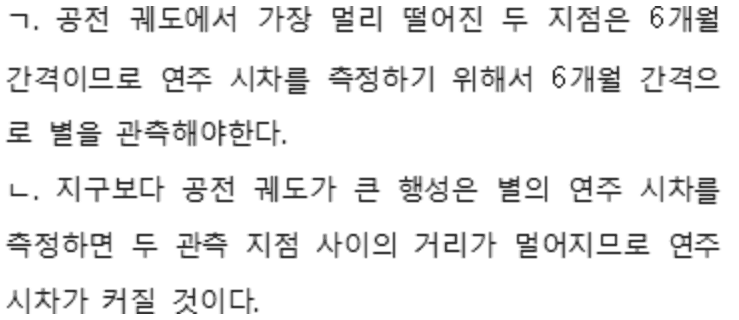 ㄱ. 공전 궤도에서 가장 멀리 떨어진 두 지점은 6개월
간격이므로 연주 시차를 측정하기 위해서 6개월 간격으
로 별을 관측해야한다.
ㄴ. 지구보다 공전 궤도가 큰 행성은 별의 연주 시차를
측정하면 두 관측 지점 사이의 거리가 멀어지므로 연주
시차가 커질 것이다.